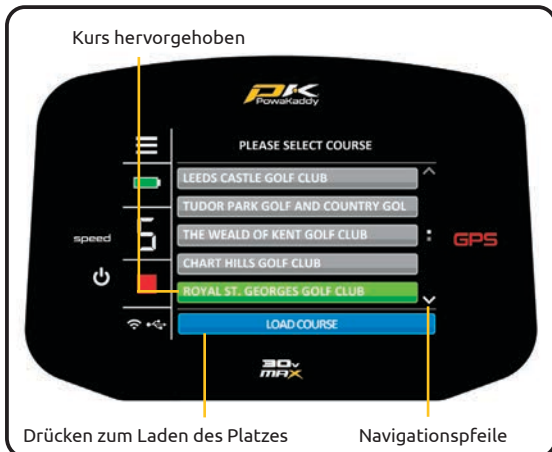 Kurs hervorgehoben
PK
PowaKaddy
PLEASE SELECT COURSE
LEEDS CASTLE GOLF CLUB
TUDOR PARK GOLF AND COUNTRY GOL
speed
5
THE WEALD OF KENT GOLF CLUB
GPS
CHART HILLS GOLF CLUB
ROYAL ST. GEORGES GOLF CLUB
LOAD COURSE
30v
MAX
Drücken zum Laden des Platzes
Navigationspfeile